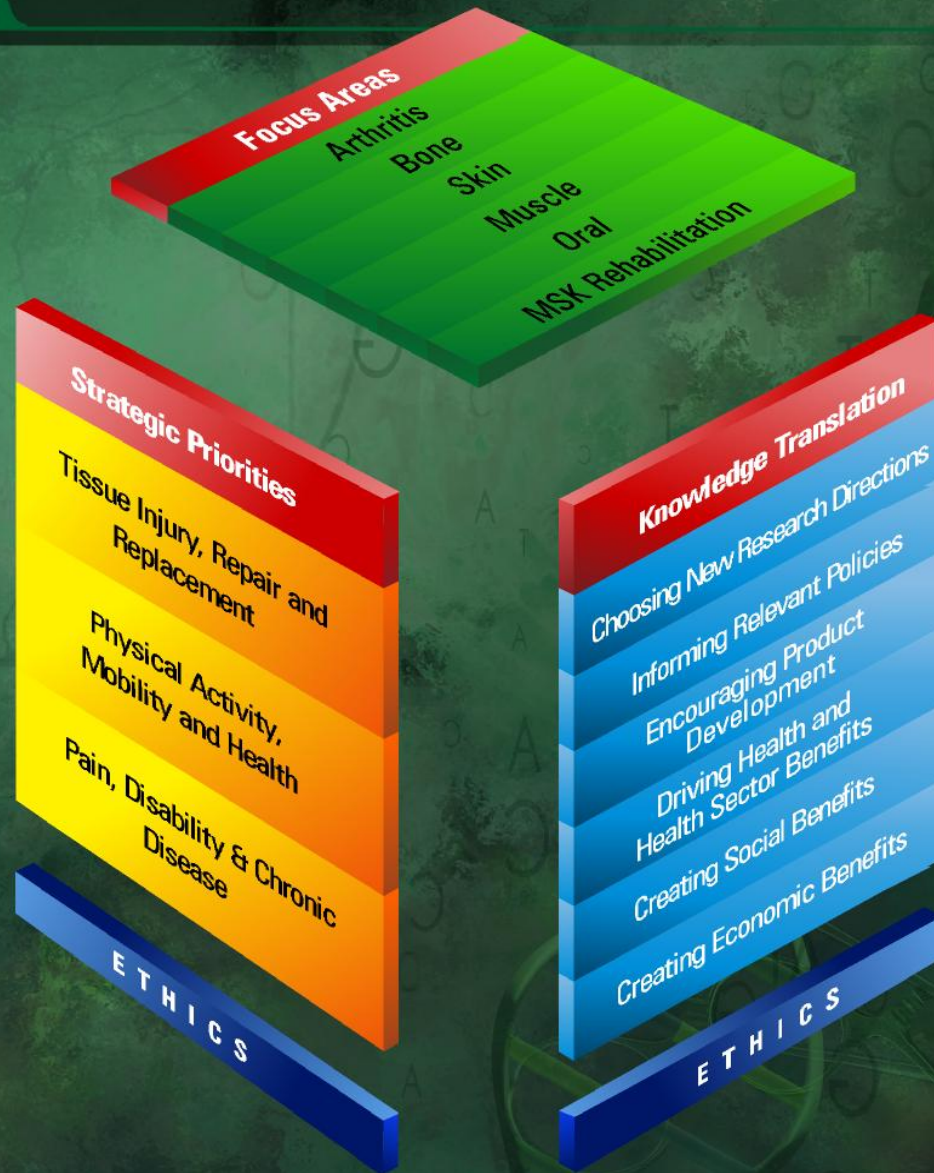 Focus Areas
Arthritis
Bone
Skin
Muscle
Oral
MSK Rehabilitation
Strategic Priorities
Tissue Injury, Repair and
Replacement
Physical Activity,
Mobility and Health
Pain, Disability & Chronic
Disease
ETHICS
Knowledge Translation
Choosing New Research Directions
Informing Relevant Policies
Encouraging Product
Development
Driving Health and
Health Sector Benefits
Creating Social Benefits
Creating Economic Benefits
ETHICS